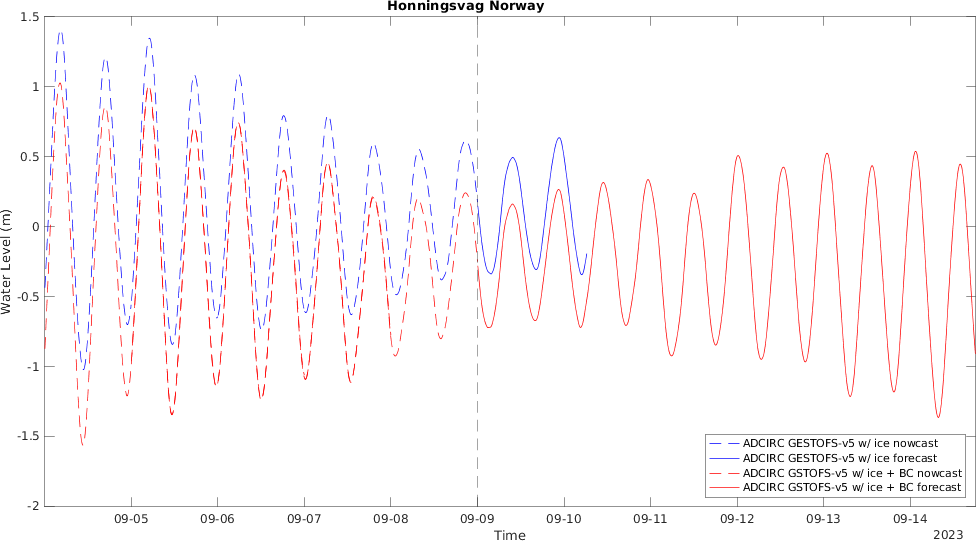 Honningsvag Norway
1.5
1
0.5
0
-0.5
-1
-1.5
-2
Water Level (m)
ADCIRC GESTOFS-v5 w/ ice nowcast
ADCIRC GESTOFS-v5 w/ ice forecast
ADCIRC GSTOFS-v5 w/ ice + BC nowcast
ADCIRC GSTOFS-v5 w/ ice + BC forecast
09-05 09-06 09-07 09-08 09-09 09-10 09-11 09-12 09-13 09-14
Time
2023